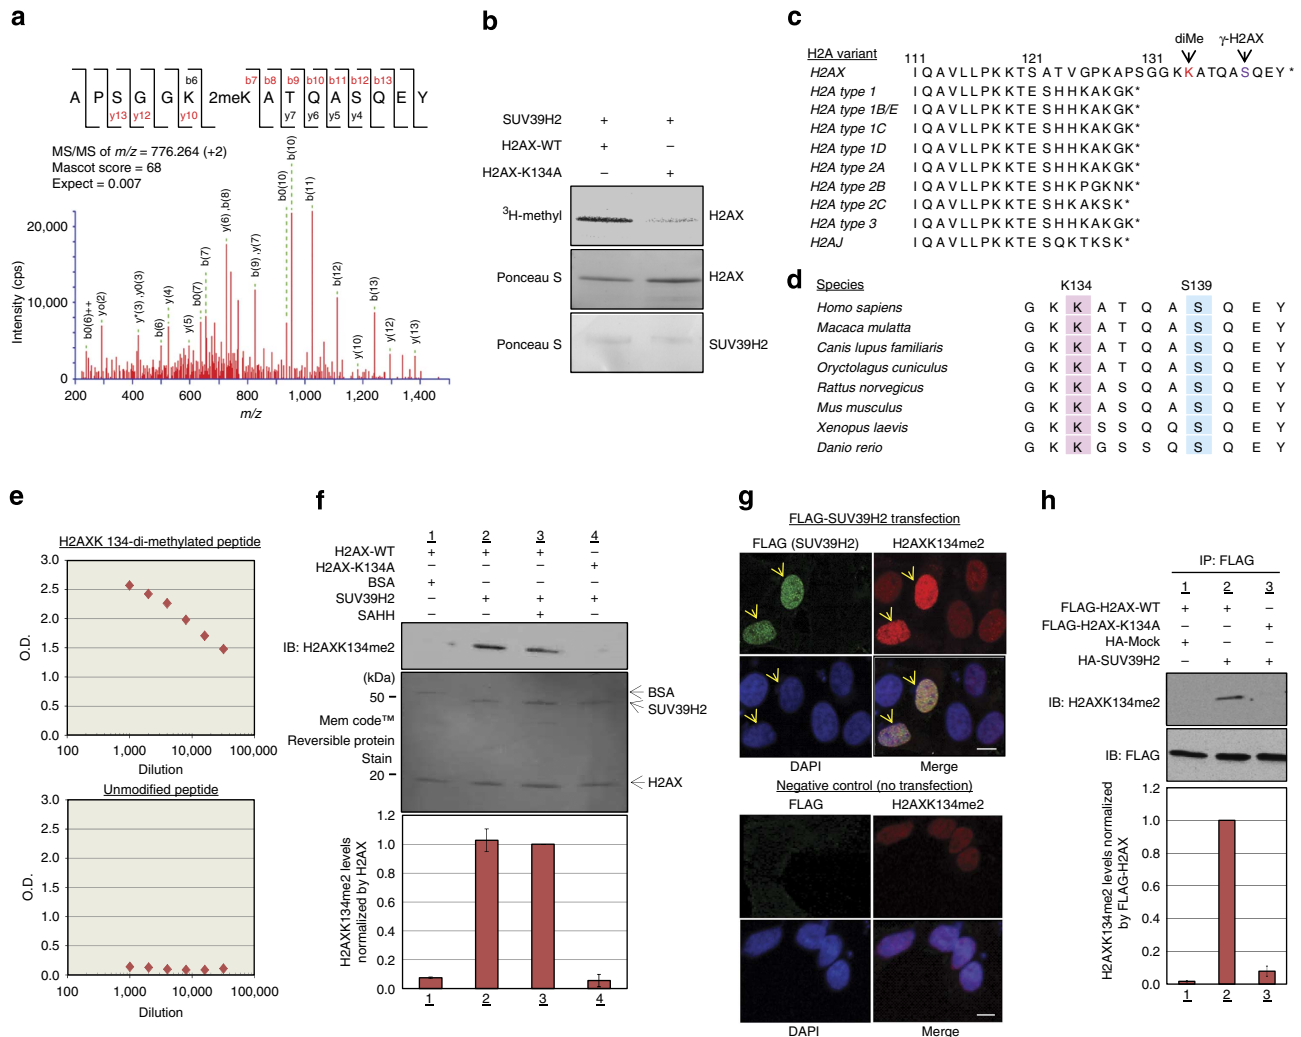 a
b6 b7 b8 b9 b10 b11 b12 b13
A P S G G K 2meK A T Q A S Q E Y
y13 y12 y10 y7 y6 y5 y4
MS/MS of m/z = 776.264 (+2)
Mascot score = 68
Expect = 0.007
Intensity (cps)
20,000
10,000
0
b0(6)++
yo(2)
y*(3) ,y0(3)
b(6)
y(4)
y(5)
b0(7)
b(7)
y(6) ,b(8)
b(9) ,y(7)
b0(10)
b(10)
b(11)
b(12)
y(10)
b(13)
y(12)
y(13)
200 400 600 800 1,000 1,200 1,400
m/z
b
SUV39H2 + +
H2AX-WT + –
H2AX-K134A – +
3H-methyl H2AX
Ponceau S H2AX
Ponceau S SUV39H2
c
diMe γ-H2AX
H2A variant 111 121 131
H2AX I Q A V L L P K K T S A T V G P K A P S G G K K A T Q A S Q E Y *
H2A type 1 I Q A V L L P K K T E S H H K A K G K *
H2A type 1B/E I Q A V L L P K K T E S H H K A K G K *
H2A type 1C I Q A V L L P K K T E S H H K A K G K *
H2A type 1D I Q A V L L P K K T E S H H K A K G K *
H2A type 2A I Q A V L L P K K T E S H H K A K G K *
H2A type 2B I Q A V L L P K K T E S H K P G K N K *
H2A type 2C I Q A V L L P K K T E S H K A K S K *
H2A type 3 I Q A V L L P K K T E S H H K A K G K *
H2AJ I Q A V L L P K K T E S Q K T K S K *
d
Species K134 S139
Homo sapiens G K K A T Q A S Q E Y
Macaca mulatta G K K A T Q A S Q E Y
Canis lupus familiaris G K K A T Q A S Q E Y
Oryctolagus cuniculus G K K A T Q A S Q E Y
Rattus norvegicus G K K A S Q A S Q E Y
Mus musculus G K K A S Q A S Q E Y
Xenopus laevis G K K S S Q Q S Q E Y
Danio rerio G K K G S S Q S Q E Y
e
H2AXK 134-di-methylated peptide
O.D.
3.0
2.5
2.0
1.5
1.0
0.5
0.0
100 1,000 10,000 100,000
Dilution
Unmodified peptide
O.D.
3.0
2.5
2.0
1.5
1.0
0.5
0.0
100 1,000 10,000 100,000
Dilution
f
1 2 3 4
H2AX-WT + + + –
H2AX-K134A – – – +
BSA + – – –
SUV39H2 – + + +
SAHH – – + –
IB: H2AXK134me2
(kDa)
50
BSA
SUV39H2
Mem code™
Reversible protein
Stain
20
H2AX
H2AXK134me2 levels
normalized by H2AX
1.2
1.0
0.8
0.6
0.4
0.2
0.0
1 2 3 4
g
FLAG-SUV39H2 transfection
FLAG (SUV39H2) H2AXK134me2
DAPI Merge
Negative control (no transfection)
FLAG H2AXK134me2
DAPI Merge
h
IP: FLAG
1 2 3
FLAG-H2AX-WT + + –
FLAG-H2AX-K134A – – +
HA-Mock + – –
HA-SUV39H2 – + +
IB: H2AXK134me2
IB: FLAG
H2AXK134me2 levels normalized
by FLAG-H2AX
1.2
1.0
0.8
0.6
0.4
0.2
0.0
1 2 3